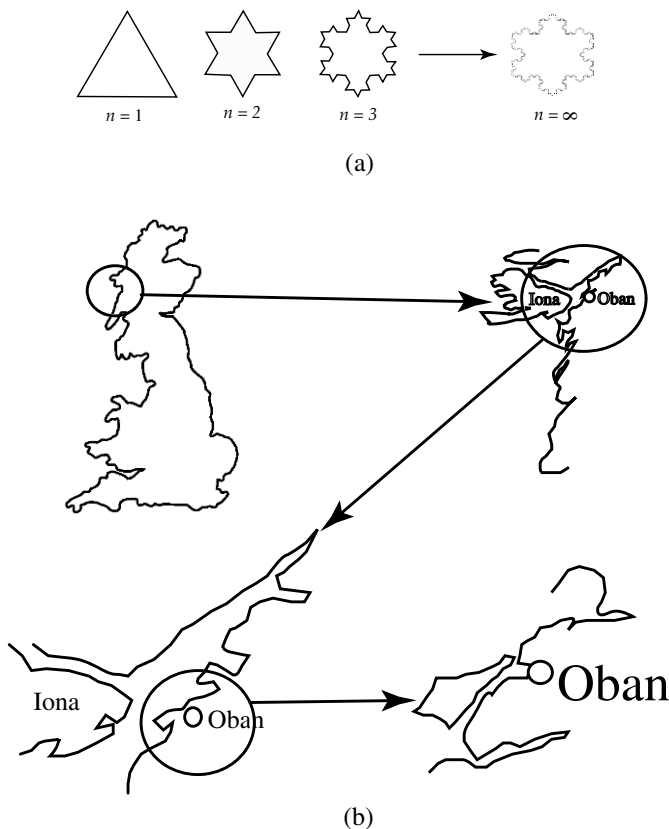 n = 1
n = 2
n = 3
n = ∞
(a)
Iona
Oban
Iona
Oban
Oban
(b)